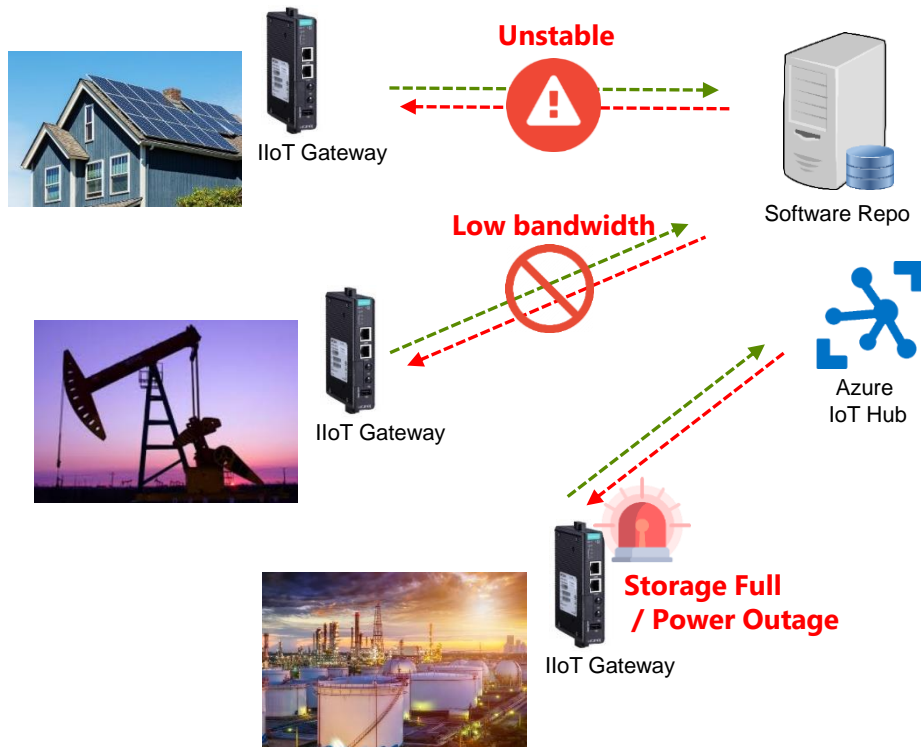 Unstable
IIoT Gateway
Software Repo
Low bandwidth
IIoT Gateway
Azure
IoT Hub
Storage Full
/ Power Outage
IIoT Gateway